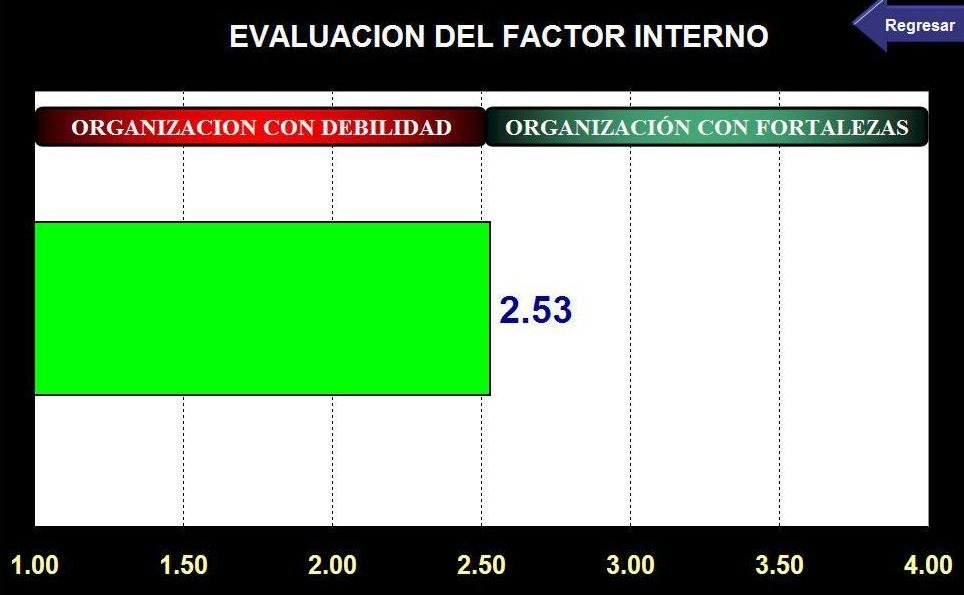 EVALUACION DEL FACTOR INTERNO
Regresar
ORGANIZACION CON DEBILIDAD
ORGANIZACIÓN CON FORTALEZAS
2.53
1.00 1.50 2.00 2.50 3.00 3.50 4.00